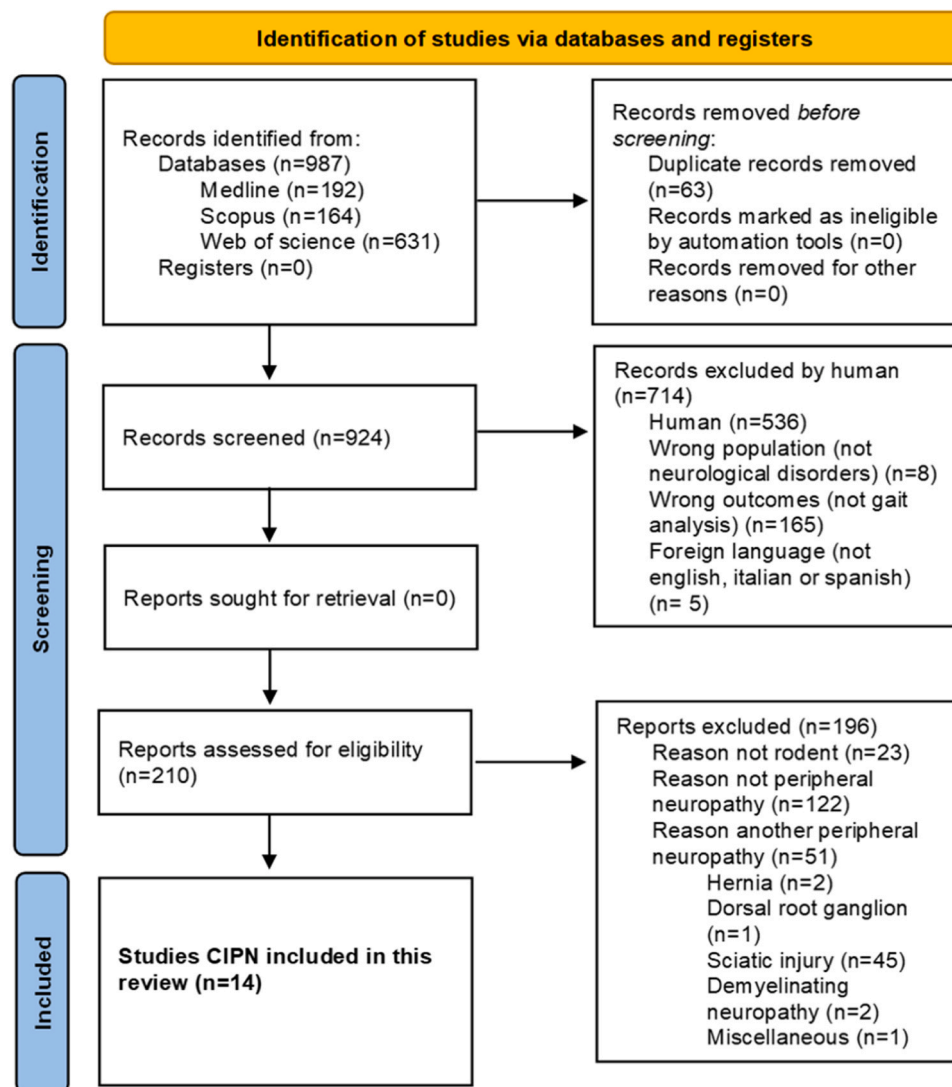 Identification of studies via databases and registers
Identification
Records identified from:
Databases (n=987)
Medline (n=192)
Scopus (n=164)
Web of science (n=631)
Registers (n=0)
Records removed before
screening:
Duplicate records removed
(n=63)
Records marked as ineligible
by automation tools (n=0)
Records removed for other
reasons (n=0)
Screening
Records screened (n=924)
Records excluded by human
(n=714)
Human (n=536)
Wrong population (not
neurological disorders) (n=8)
Wrong outcomes (not gait
analysis) (n=165)
Foreign language (not
english, italian or spanish)
(n= 5)
Reports sought for retrieval (n=0)
Reports assessed for eligibility
(n=210)
Reports excluded (n=196)
Reason not rodent (n=23)
Reason not peripheral
neuropathy (n=122)
Reason another peripheral
neuropathy (n=51)
Hernia (n=2)
Dorsal root ganglion
(n=1)
Sciatic injury (n=45)
Demyelinating
neuropathy (n=2)
Miscellaneous (n=1)
Included
Studies CIPN included in this
review (n=14)